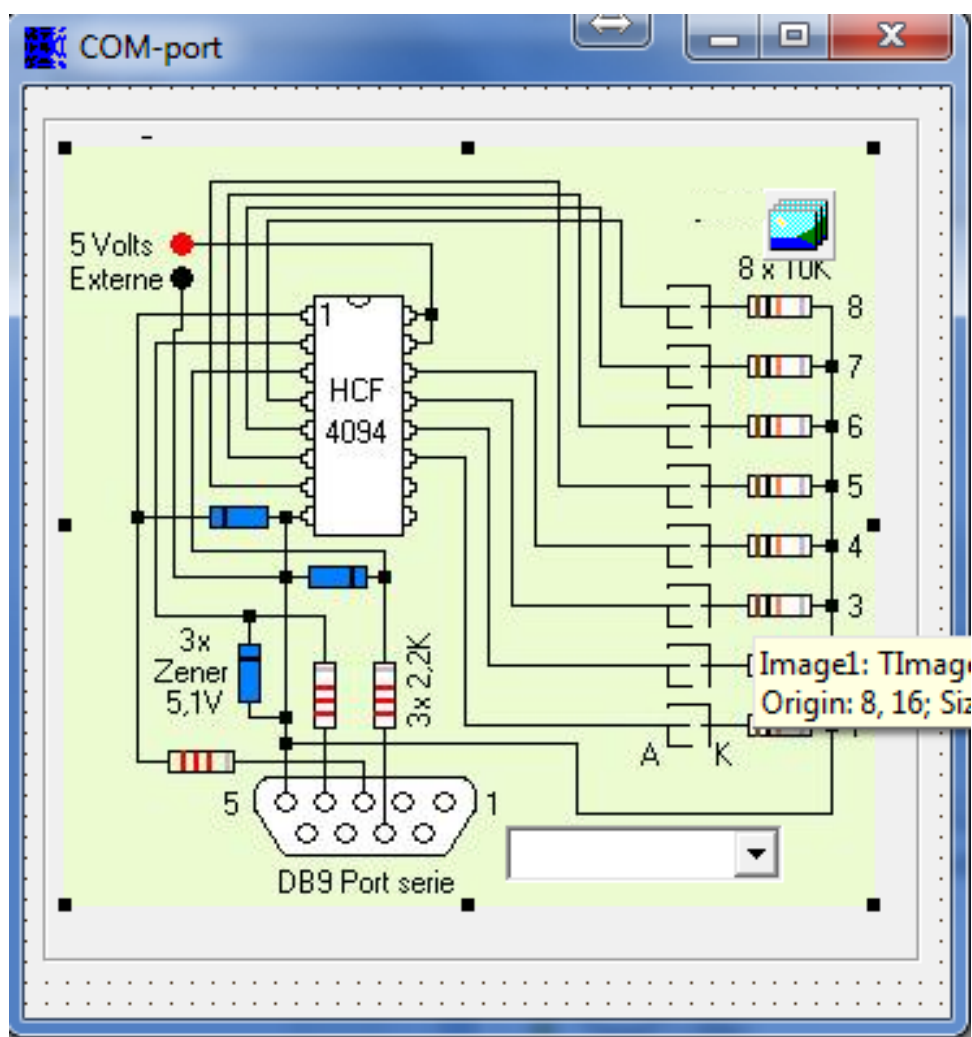 COM-port
5 Volts
Externe
8 x 10K
1
8
HCF
4094
7
6
5
4
3
3x
Zener
5,1V
3x 2,2K
Image1: TImage
Origin: 8, 16; Siz
A K
5
1
DB9 Port serie